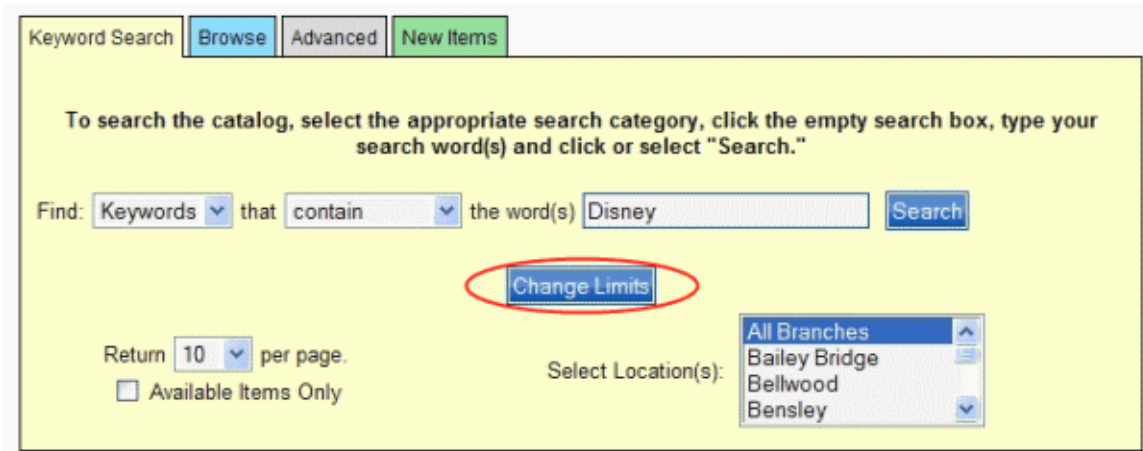 Keyword Search Browse Advanced New Items
To search the catalog, select the appropriate search category, click the empty search box, type your
search word(s) and click or select "Search."
Find: Keywords that contain the word(s) Disney Search
Change Limits
Return 10 per page.
Available Items Only
Select Location(s):
All Branches
Bailey Bridge
Bellwood
Bensley